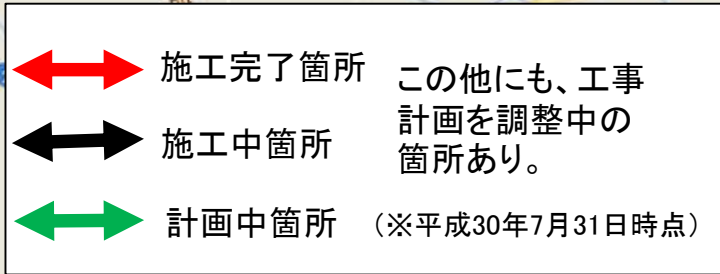 施工完了箇所
施工中箇所
計画中箇所
この他にも、工事
計画を調整中の
箇所あり。
（※平成30年7月31日時点）